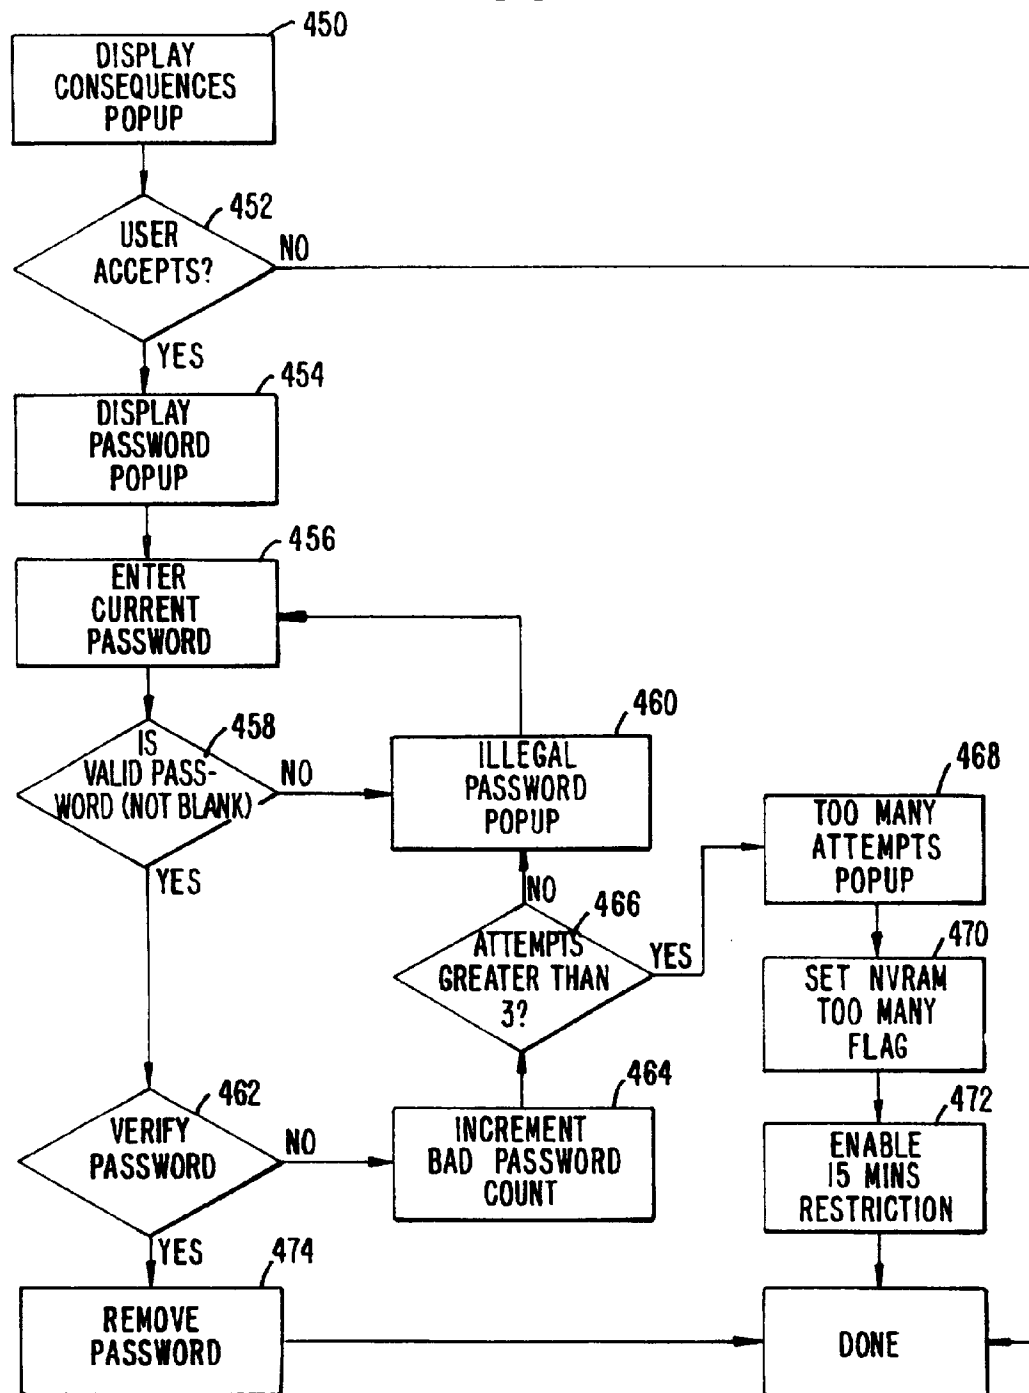 450
DISPLAY
CONSEQUENCES
POPUP
452
USER
ACCEPTS?
NO
YES
454
DISPLAY
PASSWORD
POPUP
456
ENTER
CURRENT
PASSWORD
458
IS
VALID PASS-
WORD (NOT BLANK)
NO
YES
460
ILLEGAL
PASSWORD
POPUP
NO
466
ATTEMPTS
GREATER THAN
3?
YES
468
TOO MANY
ATTEMPTS
POPUP
470
SET NVRAM
TOO MANY
FLAG
462
VERIFY
PASSWORD
NO
YES
464
INCREMENT
BAD PASSWORD
COUNT
472
ENABLE
15 MINS
RESTRICTION
474
REMOVE
PASSWORD
DONE